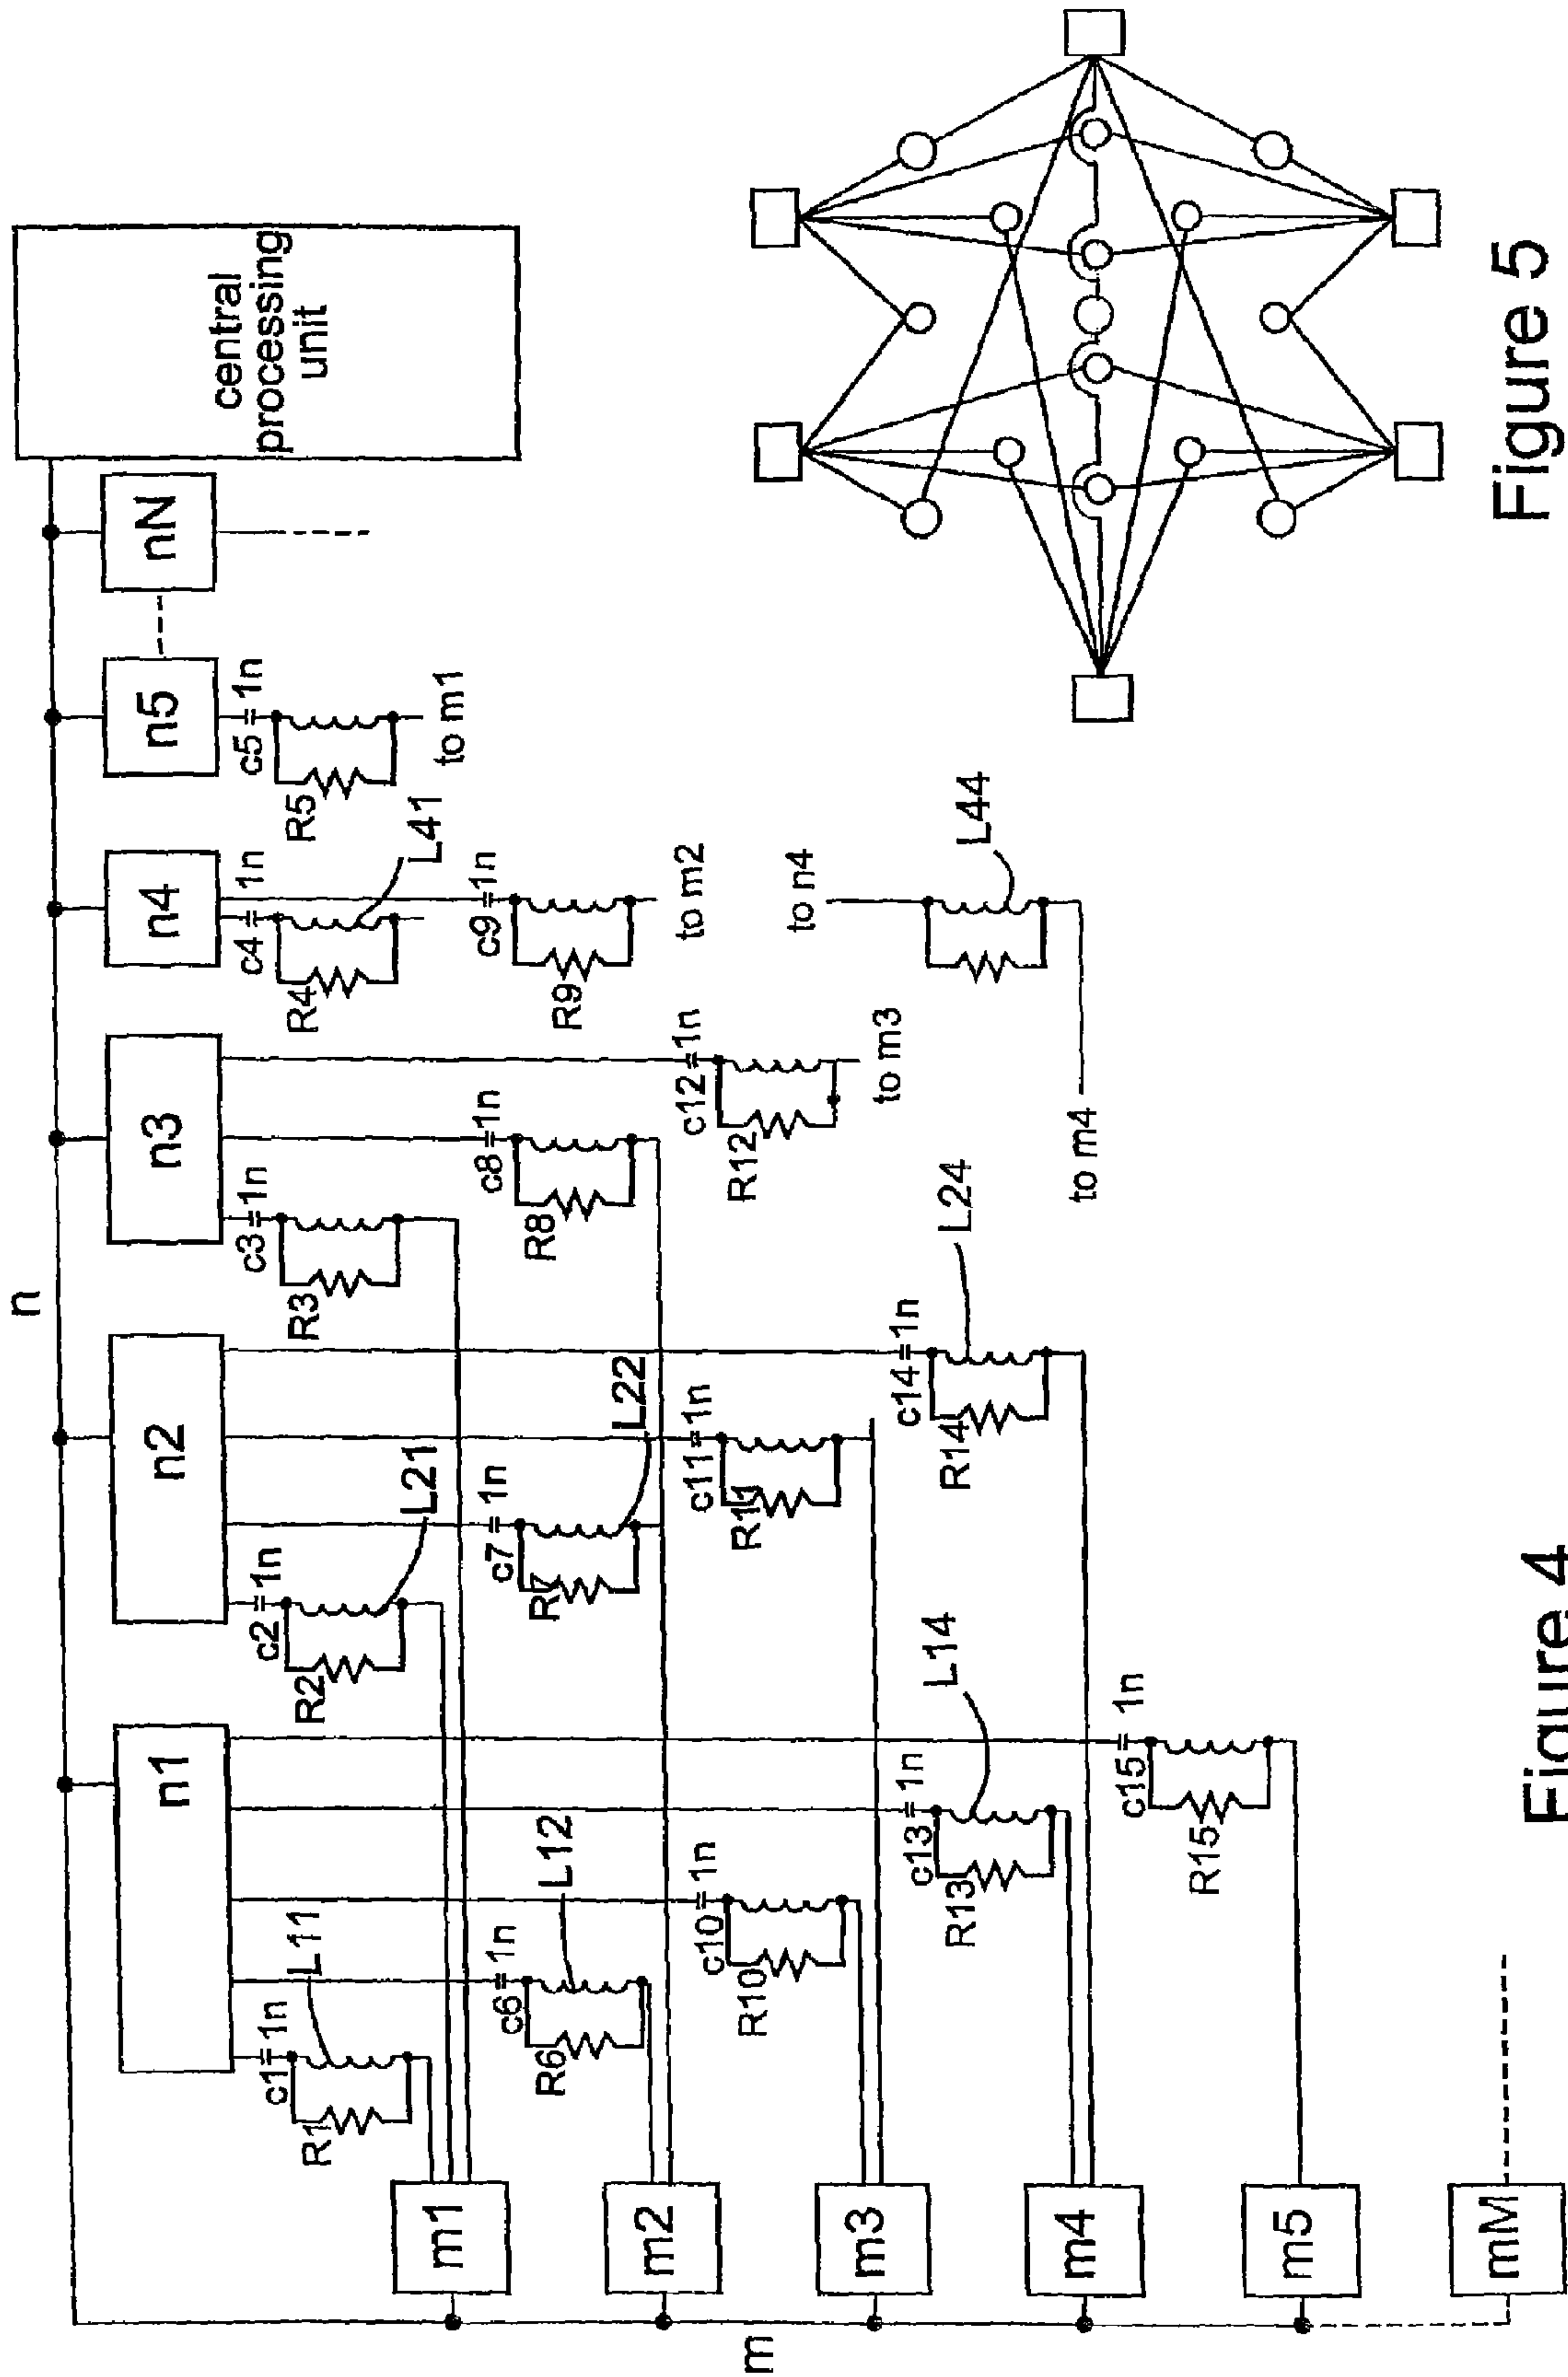 n
central
processing
unit
n1
n2
n3
n4
n5
nN
c1 1n
R1
L11
c2 1n
R2
L21
c3 1n
R3
c4 1n
R4
L41
c5 1n
R5
to m1
m1
c6 1n
R6
L12
c7 1n
R7
L22
c8 1n
R8
c9 1n
R9
to m2
m2
c10 1n
R10
c11 1n
R11
c12 1n
R12
to m3
m3
c13 1n
R13
L14
c14 1n
R14
L24
to n4
L44
to m4
m4
c15 1n
R15
m5
mM
m
Figure 4
Figure 5